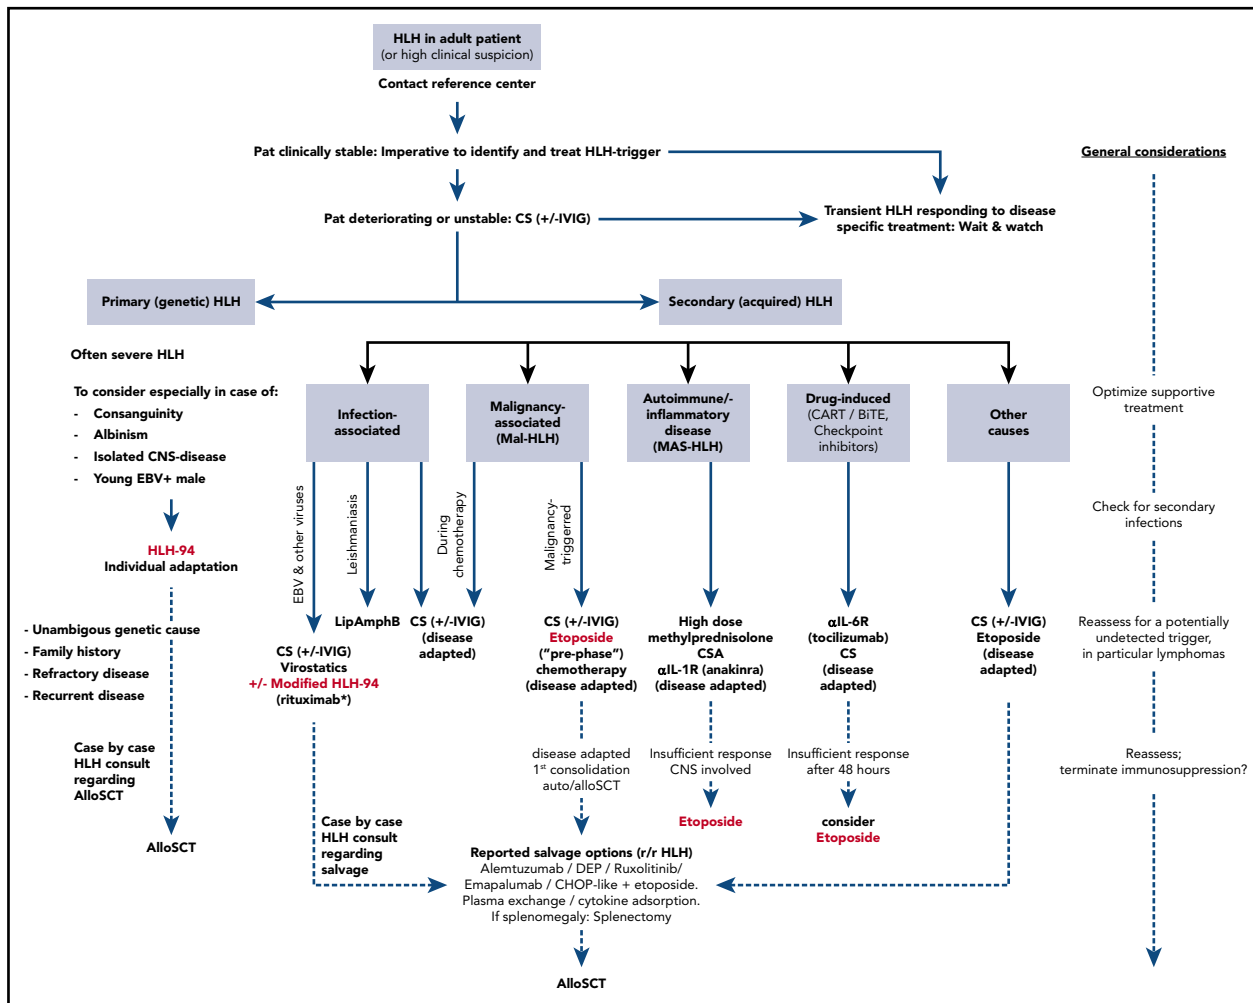 HLH in adult patient
(or high clinical suspicion)
Contact reference center
Pat clinically stable: Imperative to identify and treat HLH-trigger
General considerations
Pat deteriorating or unstable: CS (+/-IVIG)
Transient HLH responding to disease
specific treatment: Wait & watch
Primary (genetic) HLH
Secondary (acquired) HLH
Often severe HLH
To consider especially in case of:
- Consanguinity
- Albinism
- Isolated CNS-disease
- Young EBV+ male
HLH-94
Individual adaptation
- Unambigous genetic cause
- Family history
- Refractory disease
- Recurrent disease
Case by case
HLH consult
regarding
AlloSCT
AlloSCT
Infection-
associated
Malignancy-
associated
(Mal-HLH)
Autoimmune/-
inflammatory
disease
(MAS-HLH)
Drug-induced
(CART / BiTE,
Checkpoint
inhibitors)
Other
causes
EBV & other viruses
Leishmaniasis
During
chemotherapy
Malignancy-
triggerred
CS (+/-IVIG)
Virostatics
+/- Modified HLH-94
(rituximab*)
LipAmphB
CS (+/-IVIG)
(disease
adapted)
CS (+/-IVIG)
Etoposide
("pre-phase")
chemotherapy
(disease adapted)
High dose
methylprednisolone
CSA
αIL-1R (anakinra)
(disease adapted)
αIL-6R
(tocilizumab)
CS
(disease
adapted)
CS (+/-IVIG)
Etoposide
(disease
adapted)
disease adapted
1st consolidation
auto/alloSCT
Insufficient response
CNS involved
Etoposide
Insufficient response
after 48 hours
consider
Etoposide
Case by case
HLH consult
regarding
salvage
Reported salvage options (r/r HLH)
Alemtuzumab / DEP / Ruxolitinib/
Emapalumab / CHOP-like + etoposide.
Plasma exchange / cytokine adsorption.
If splenomegaly: Splenectomy
AlloSCT
Optimize supportive
treatment
Check for secondary
infections
Reassess for a potentially
undetected trigger,
in particular lymphomas
Reassess;
terminate immunosuppression?